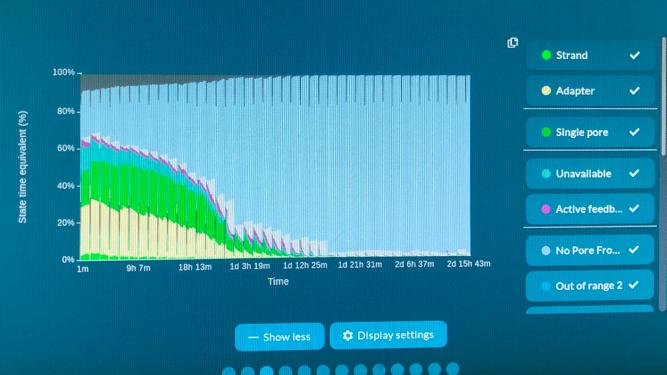 100%
80%
60%
40%
20%
0%
State time equivalent (%)
1m 9h 7m 18h 13m 1d 3h 19m 1d 12h 25m 1d 21h 31m 2d 6h 37m 2d 15h 43m
Time
Strand
Adapter
Single pore
Unavailable
Active feedb...
No Pore Fro...
Out of range 2
Show less
Display settings